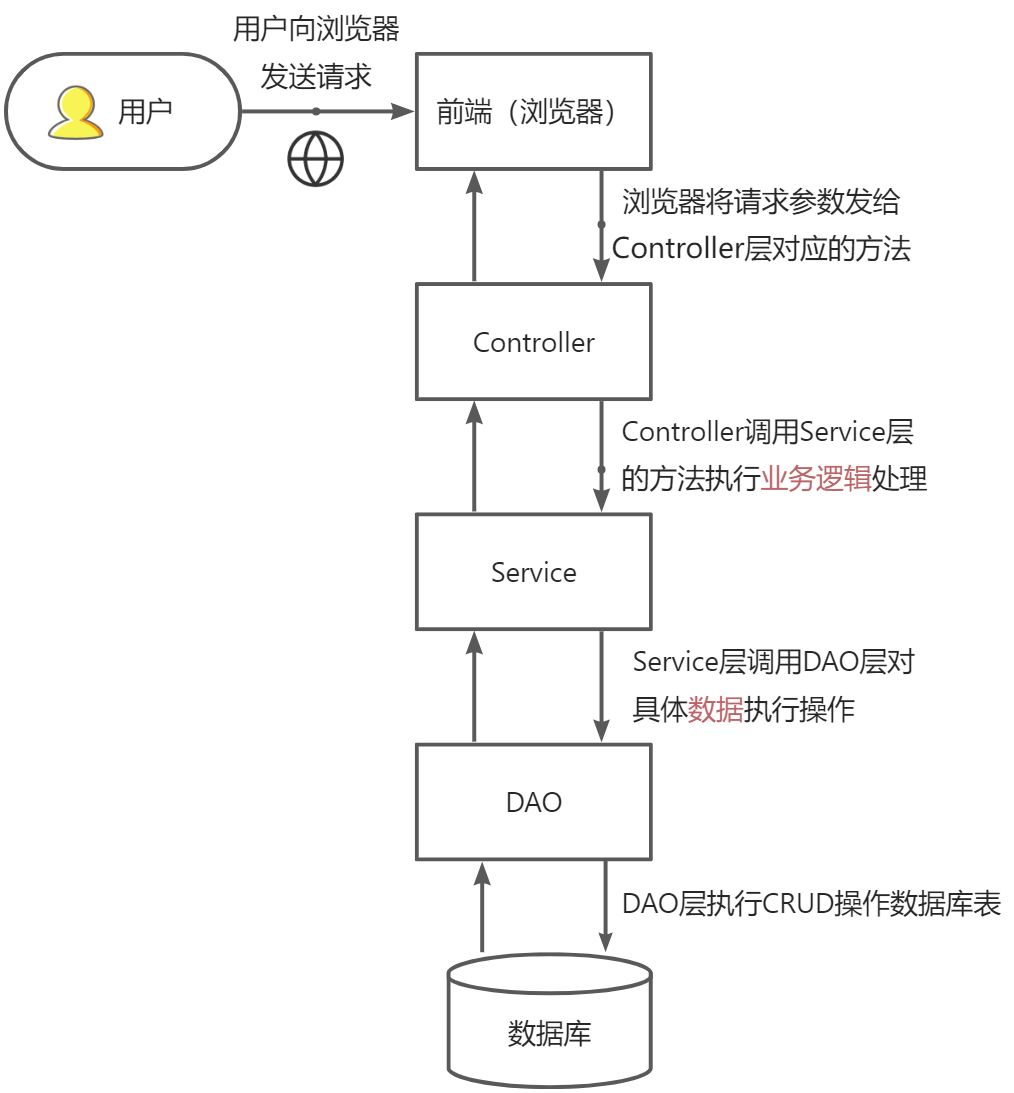 用户向浏览器
发送请求
用户
前端（浏览器）
浏览器将请求参数发给
Controller层对应的方法
Controller
Controller调用Service层
的方法执行业务逻辑处理
Service
Service层调用DAO层对
具体数据执行操作
DAO
DAO层执行CRUD操作数据库表
数据库